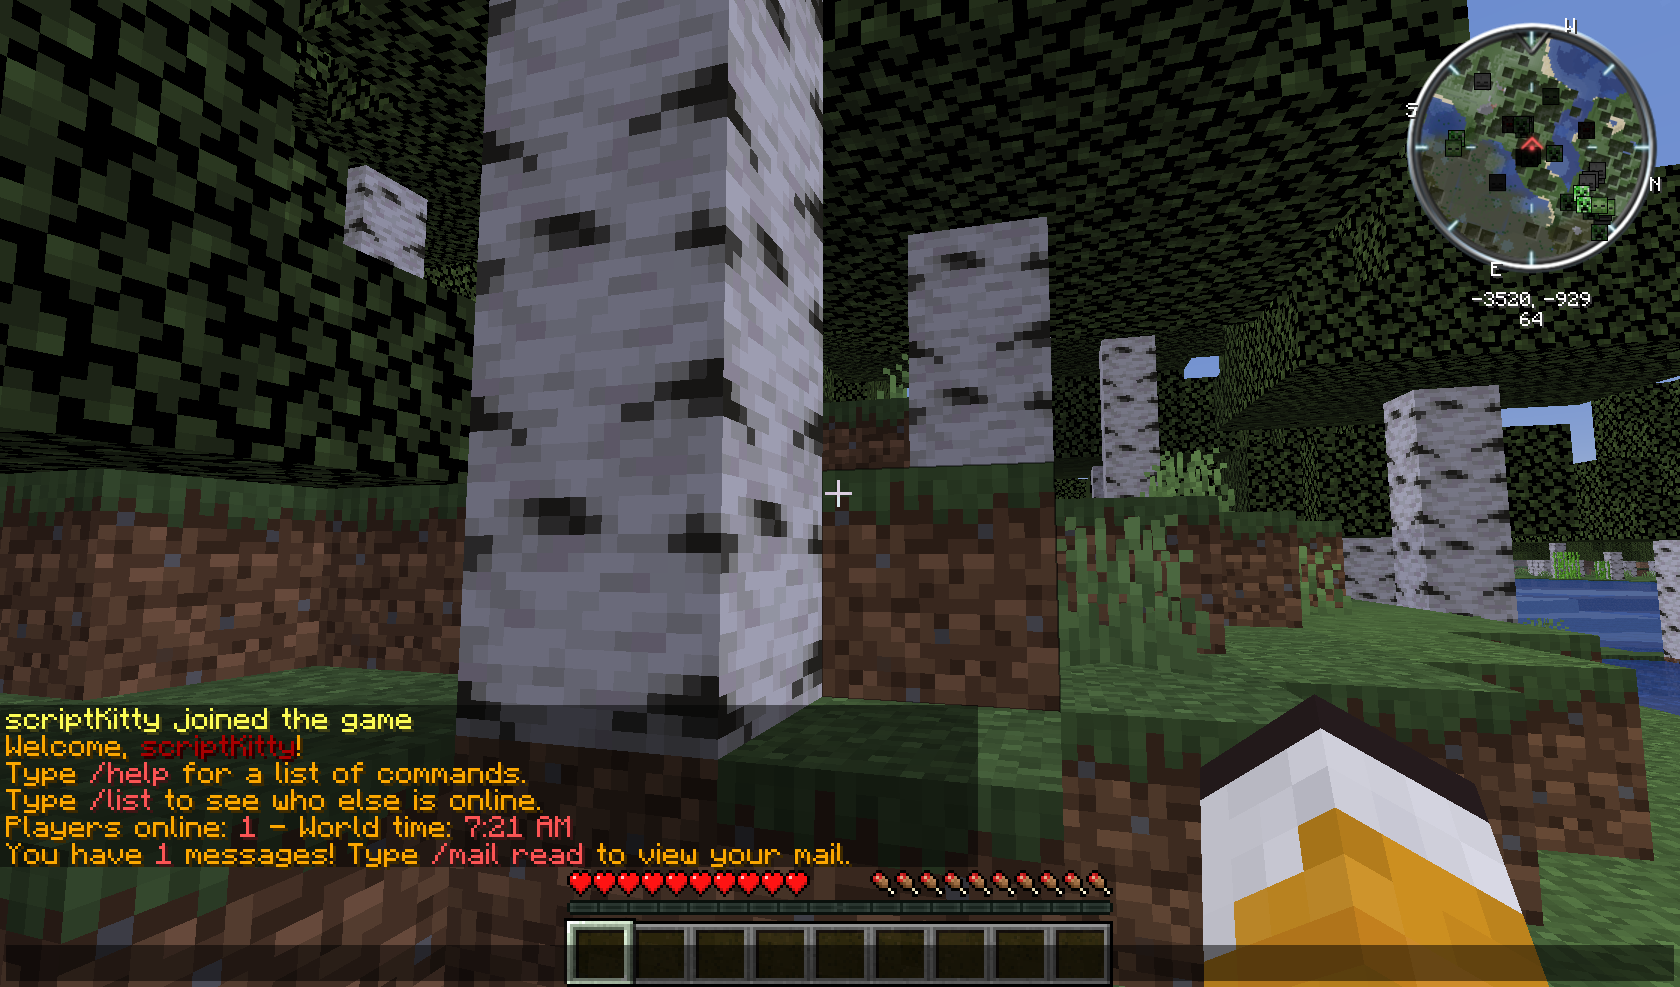 W
S
N
E
-3520, -929
64
scriptKitty joined the game
Welcome, scriptKitty!
Type /help for a list of commands.
Type /list to see who else is online.
Players online: 1 - World time: 7:21 AM
You have 1 messages! Type /mail read to view your mail.